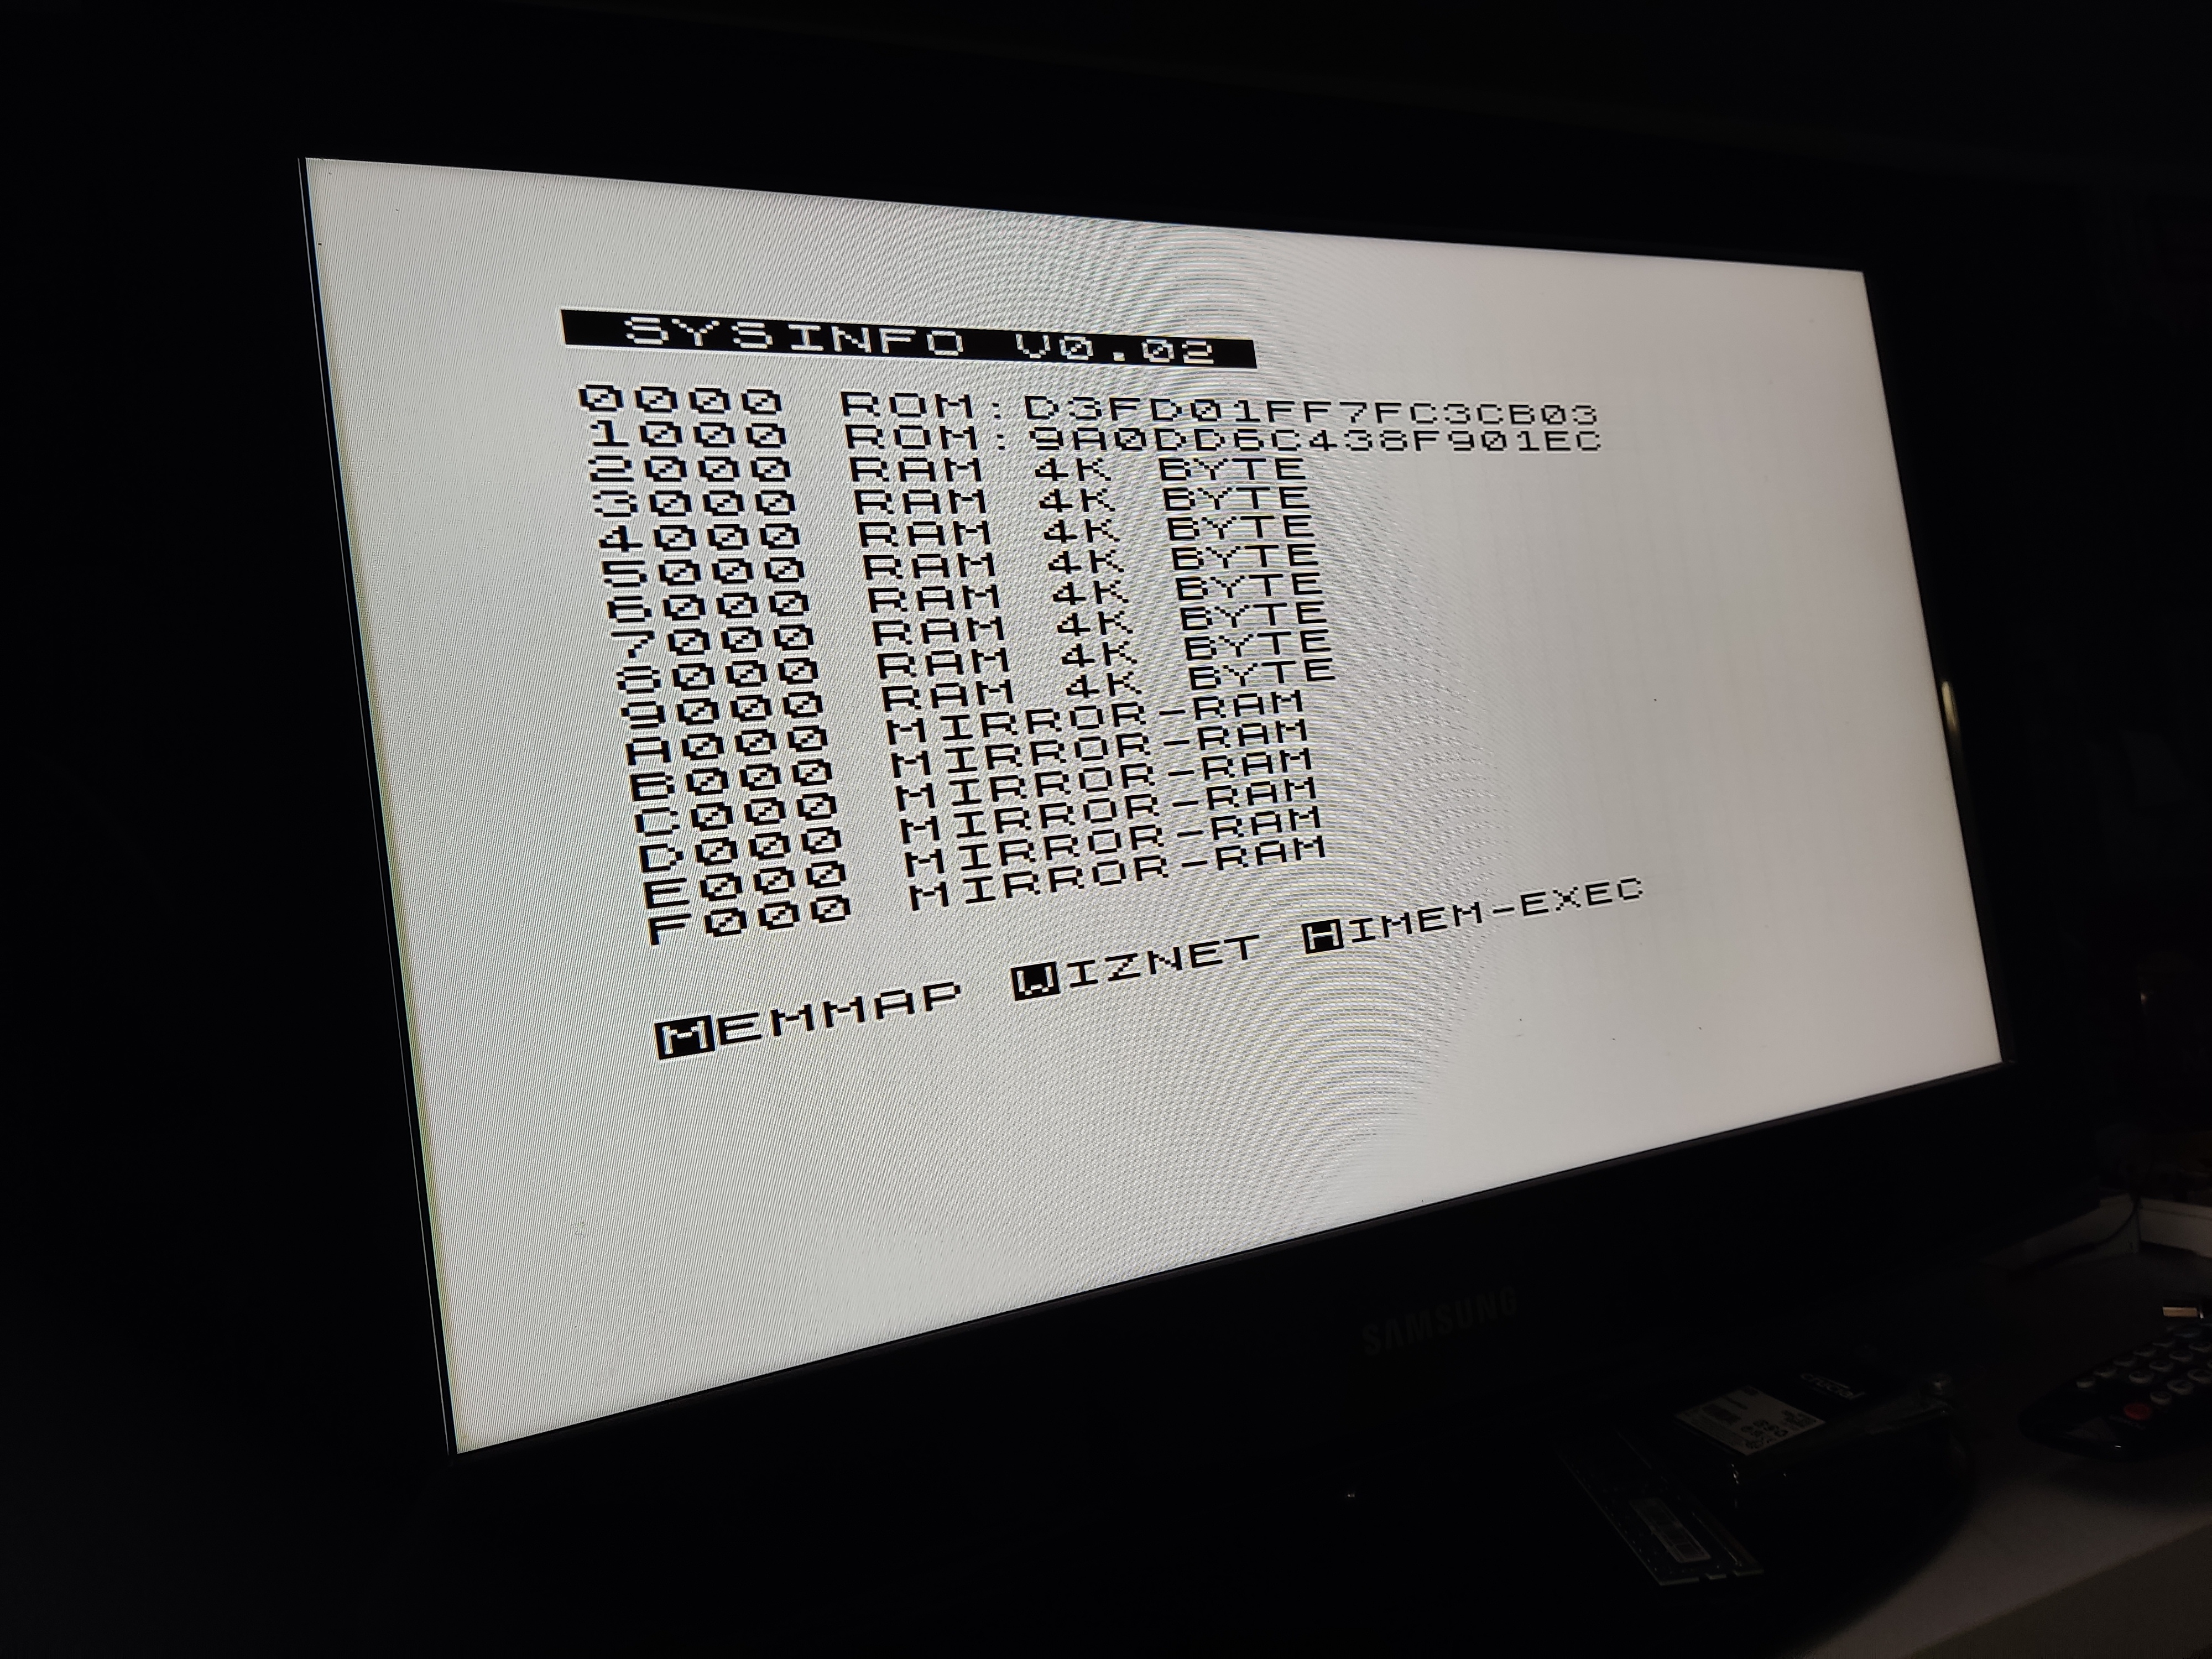 SYSINFO V0.02
0000 ROM:D3FD01FF7FC3CB03
1000 ROM:9A0DD6C438F901EC
2000 RAM 4K BYTE
3000 RAM 4K BYTE
4000 RAM 4K BYTE
5000 RAM 4K BYTE
6000 RAM 4K BYTE
7000 RAM 4K BYTE
8000 RAM 4K BYTE
9000 RAM 4K BYTE
A000 MIRROR-RAM
B000 MIRROR-RAM
C000 MIRROR-RAM
D000 MIRROR-RAM
E000 MIRROR-RAM
F000 MIRROR-RAM
MEMMAP WIZNET HIMEM-EXEC
SAMSUNG